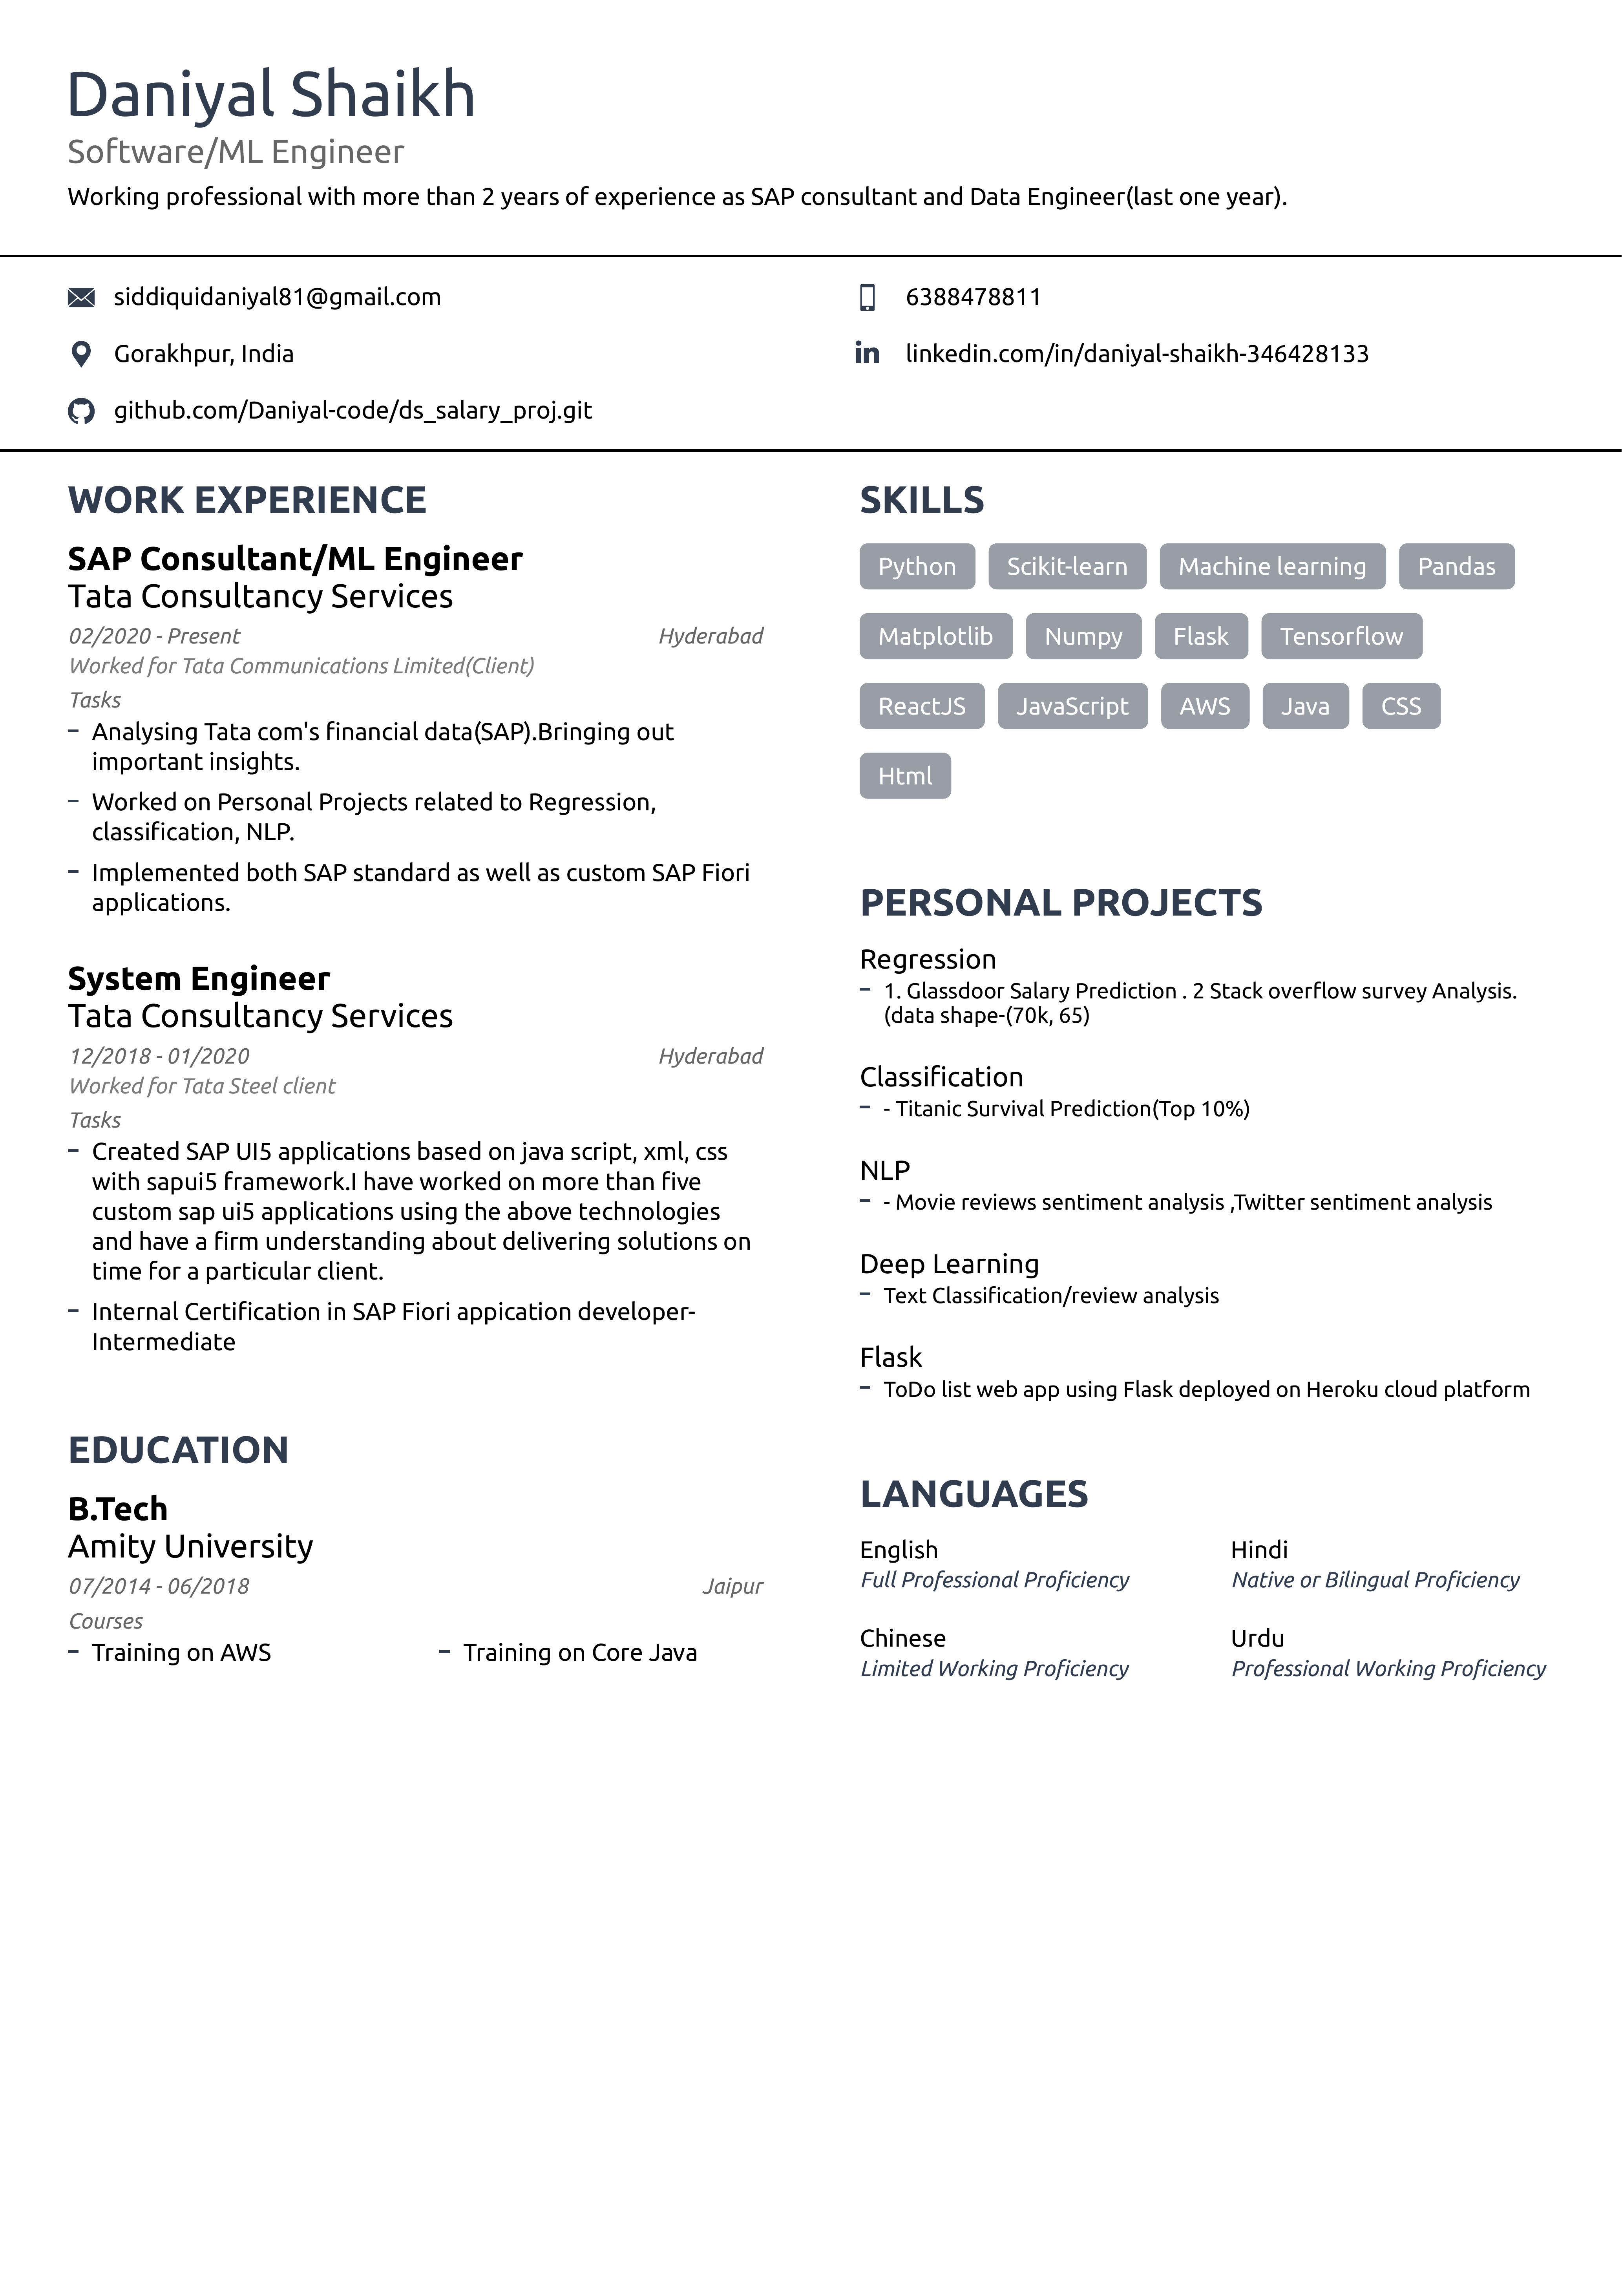 Daniyal Shaikh
Software/ML Engineer
Working professional with more than 2 years of experience as SAP consultant and Data Engineer(last one year).
siddiquidaniyal81@gmail.com
6388478811
Gorakhpur, India
linkedin.com/in/daniyal-shaikh-346428133
github.com/Daniyal-code/ds_salary_proj.git
WORK EXPERIENCE
SAP Consultant/ML Engineer
Tata Consultancy Services
02/2020 - Present
Hyderabad
Worked for Tata Communications Limited(Client)
Tasks
– Analysing Tata com's financial data(SAP).Bringing out
important insights.
– Worked on Personal Projects related to Regression,
classification, NLP.
– Implemented both SAP standard as well as custom SAP Fiori
applications.
System Engineer
Tata Consultancy Services
12/2018 - 01/2020
Hyderabad
Worked for Tata Steel client
Tasks
– Created SAP UI5 applications based on java script, xml, css
with sapui5 framework.I have worked on more than five
custom sap ui5 applications using the above technologies
and have a firm understanding about delivering solutions on
time for a particular client.
– Internal Certification in SAP Fiori appication developer-
Intermediate
EDUCATION
B.Tech
Amity University
07/2014 - 06/2018
Jaipur
Courses
– Training on AWS
– Training on Core Java
SKILLS
Python Scikit-learn Machine learning Pandas
Matplotlib Numpy Flask Tensorflow
ReactJS JavaScript AWS Java CSS
Html
PERSONAL PROJECTS
Regression
– 1. Glassdoor Salary Prediction . 2 Stack overflow survey Analysis.
(data shape-(70k, 65)
Classification
– - Titanic Survival Prediction(Top 10%)
NLP
– - Movie reviews sentiment analysis ,Twitter sentiment analysis
Deep Learning
– Text Classification/review analysis
Flask
– ToDo list web app using Flask deployed on Heroku cloud platform
LANGUAGES
English
Full Professional Proficiency
Hindi
Native or Bilingual Proficiency
Chinese
Limited Working Proficiency
Urdu
Professional Working Proficiency